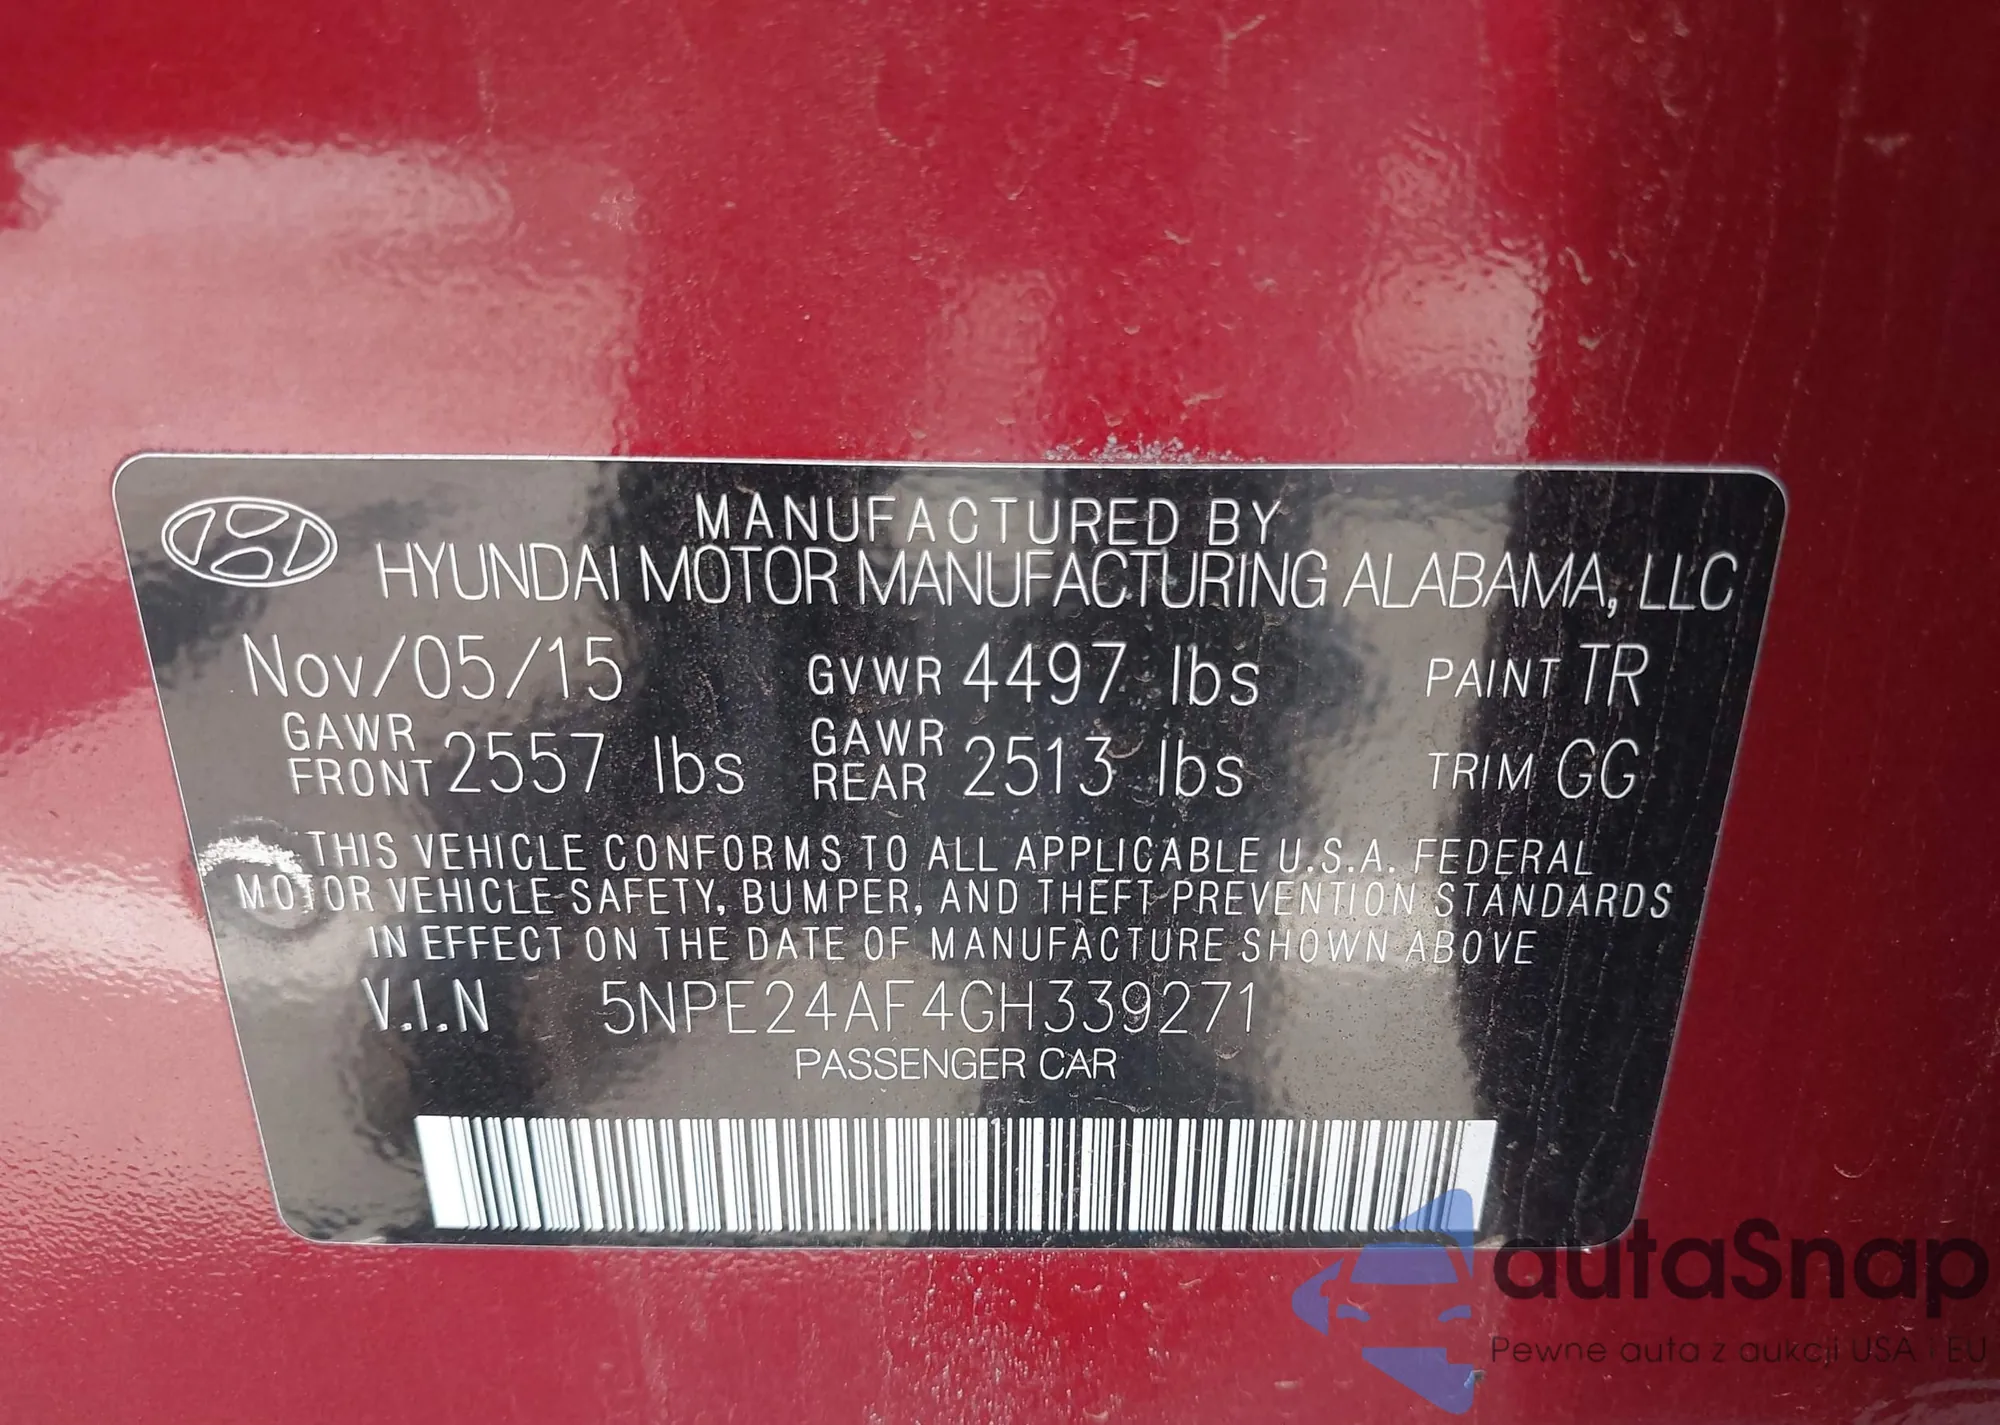 MANUFACTURED BY
HYUNDAI MOTOR MANUFACTURING ALABAMA, LLC
Nov/05/15 GVWR 4497 lbs PAINT TR
GAWR FRONT 2557 lbs GAWR REAR 2513 lbs TRIM GG
THIS VEHICLE CONFORMS TO ALL APPLICABLE U.S.A. FEDERAL
MOTOR VEHICLE SAFETY, BUMPER, AND THEFT PREVENTION STANDARDS
IN EFFECT ON THE DATE OF MANUFACTURE SHOWN ABOVE
V.I.N 5NPE24AF4GH339271
PASSENGER CAR
autaSnap
Pewne auta z aukcji USA i EU